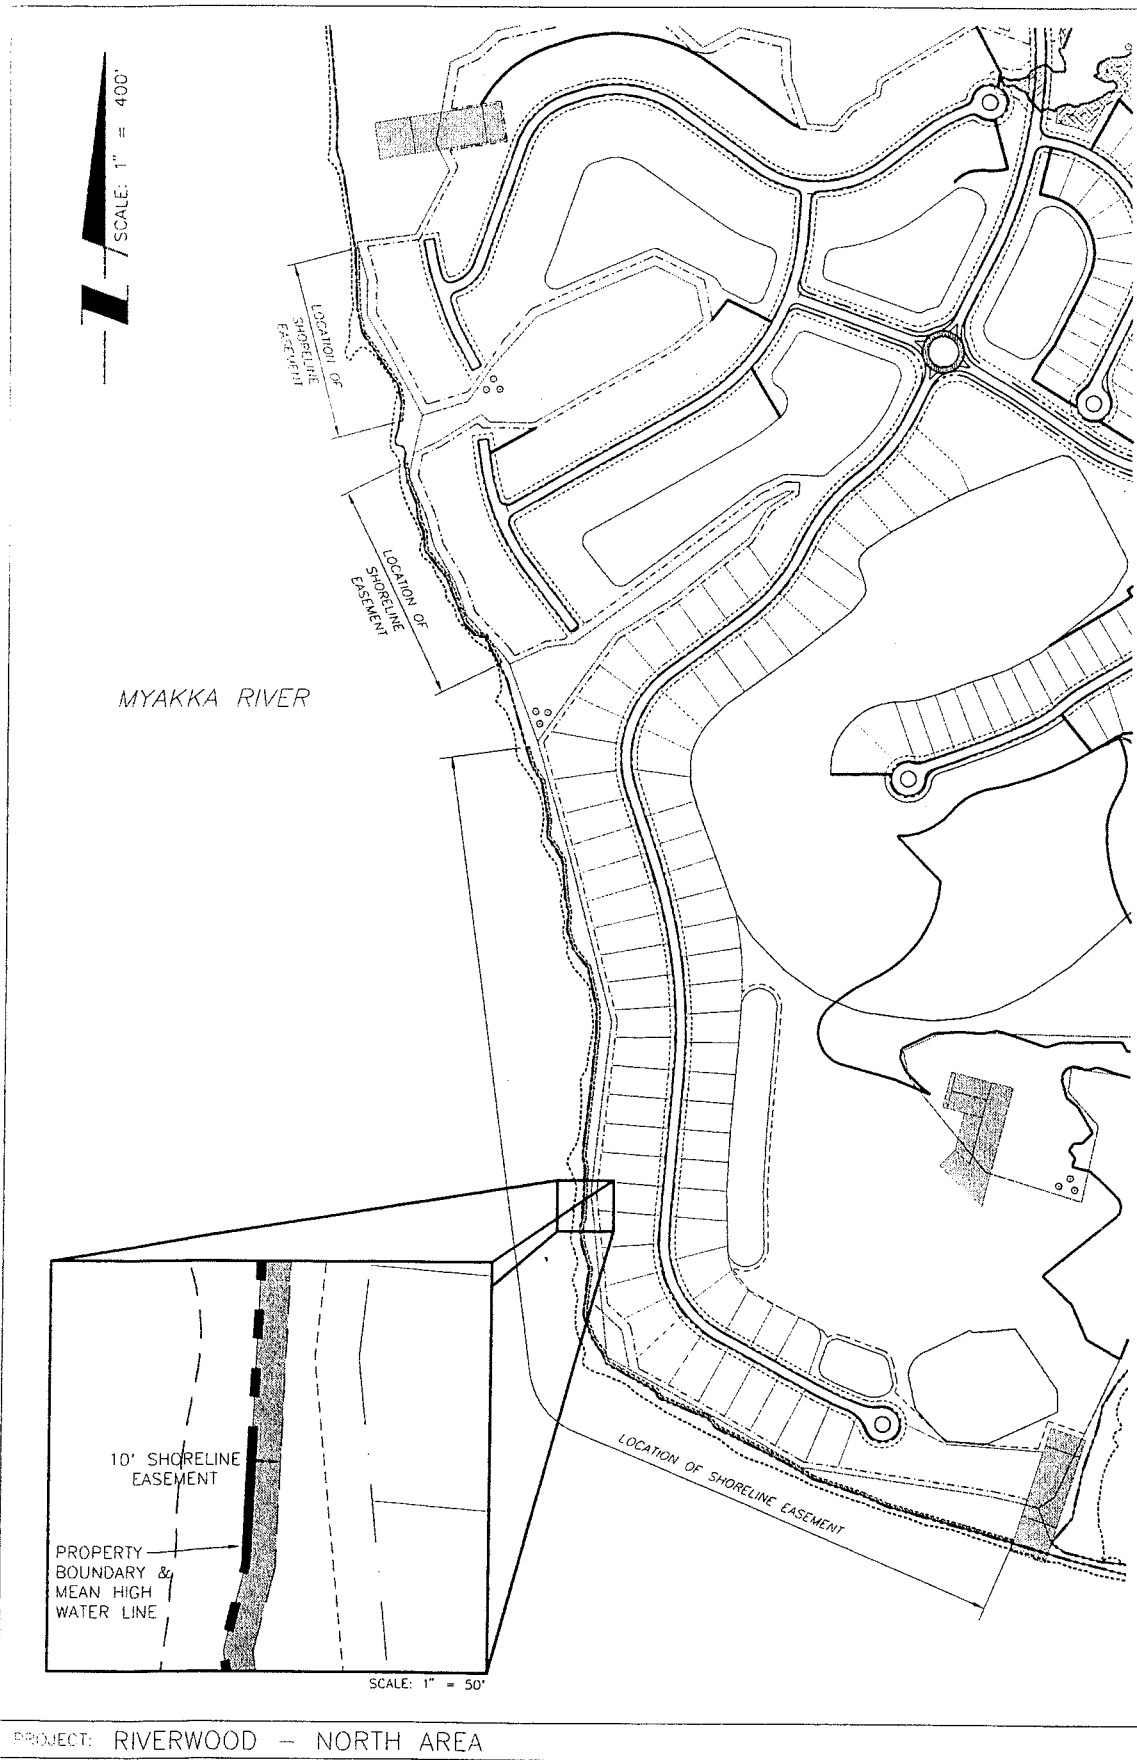 SCALE: 1" = 400'
LOCATION OF
SHORELINE
EASEMENT
LOCATION OF
SHORELINE
EASEMENT
MYAKKA RIVER
10' SHORELINE
EASEMENT
PROPERTY
BOUNDARY &
MEAN HIGH
WATER LINE
LOCATION OF SHORELINE EASEMENT
SCALE: 1" = 50'
PROJECT: RIVERWOOD - NORTH AREA